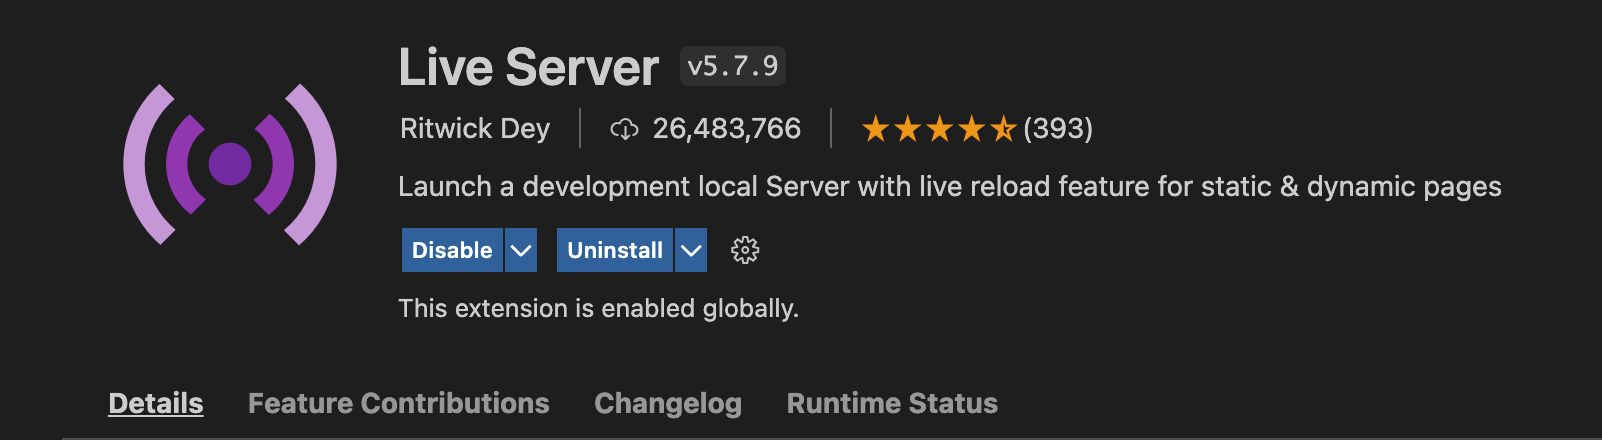 Live Server v5.7.9
Ritwick Dey 26,483,766 (393)
Launch a development local Server with live reload feature for static & dynamic pages
Disable Uninstall
This extension is enabled globally.
Details Feature Contributions Changelog Runtime Status